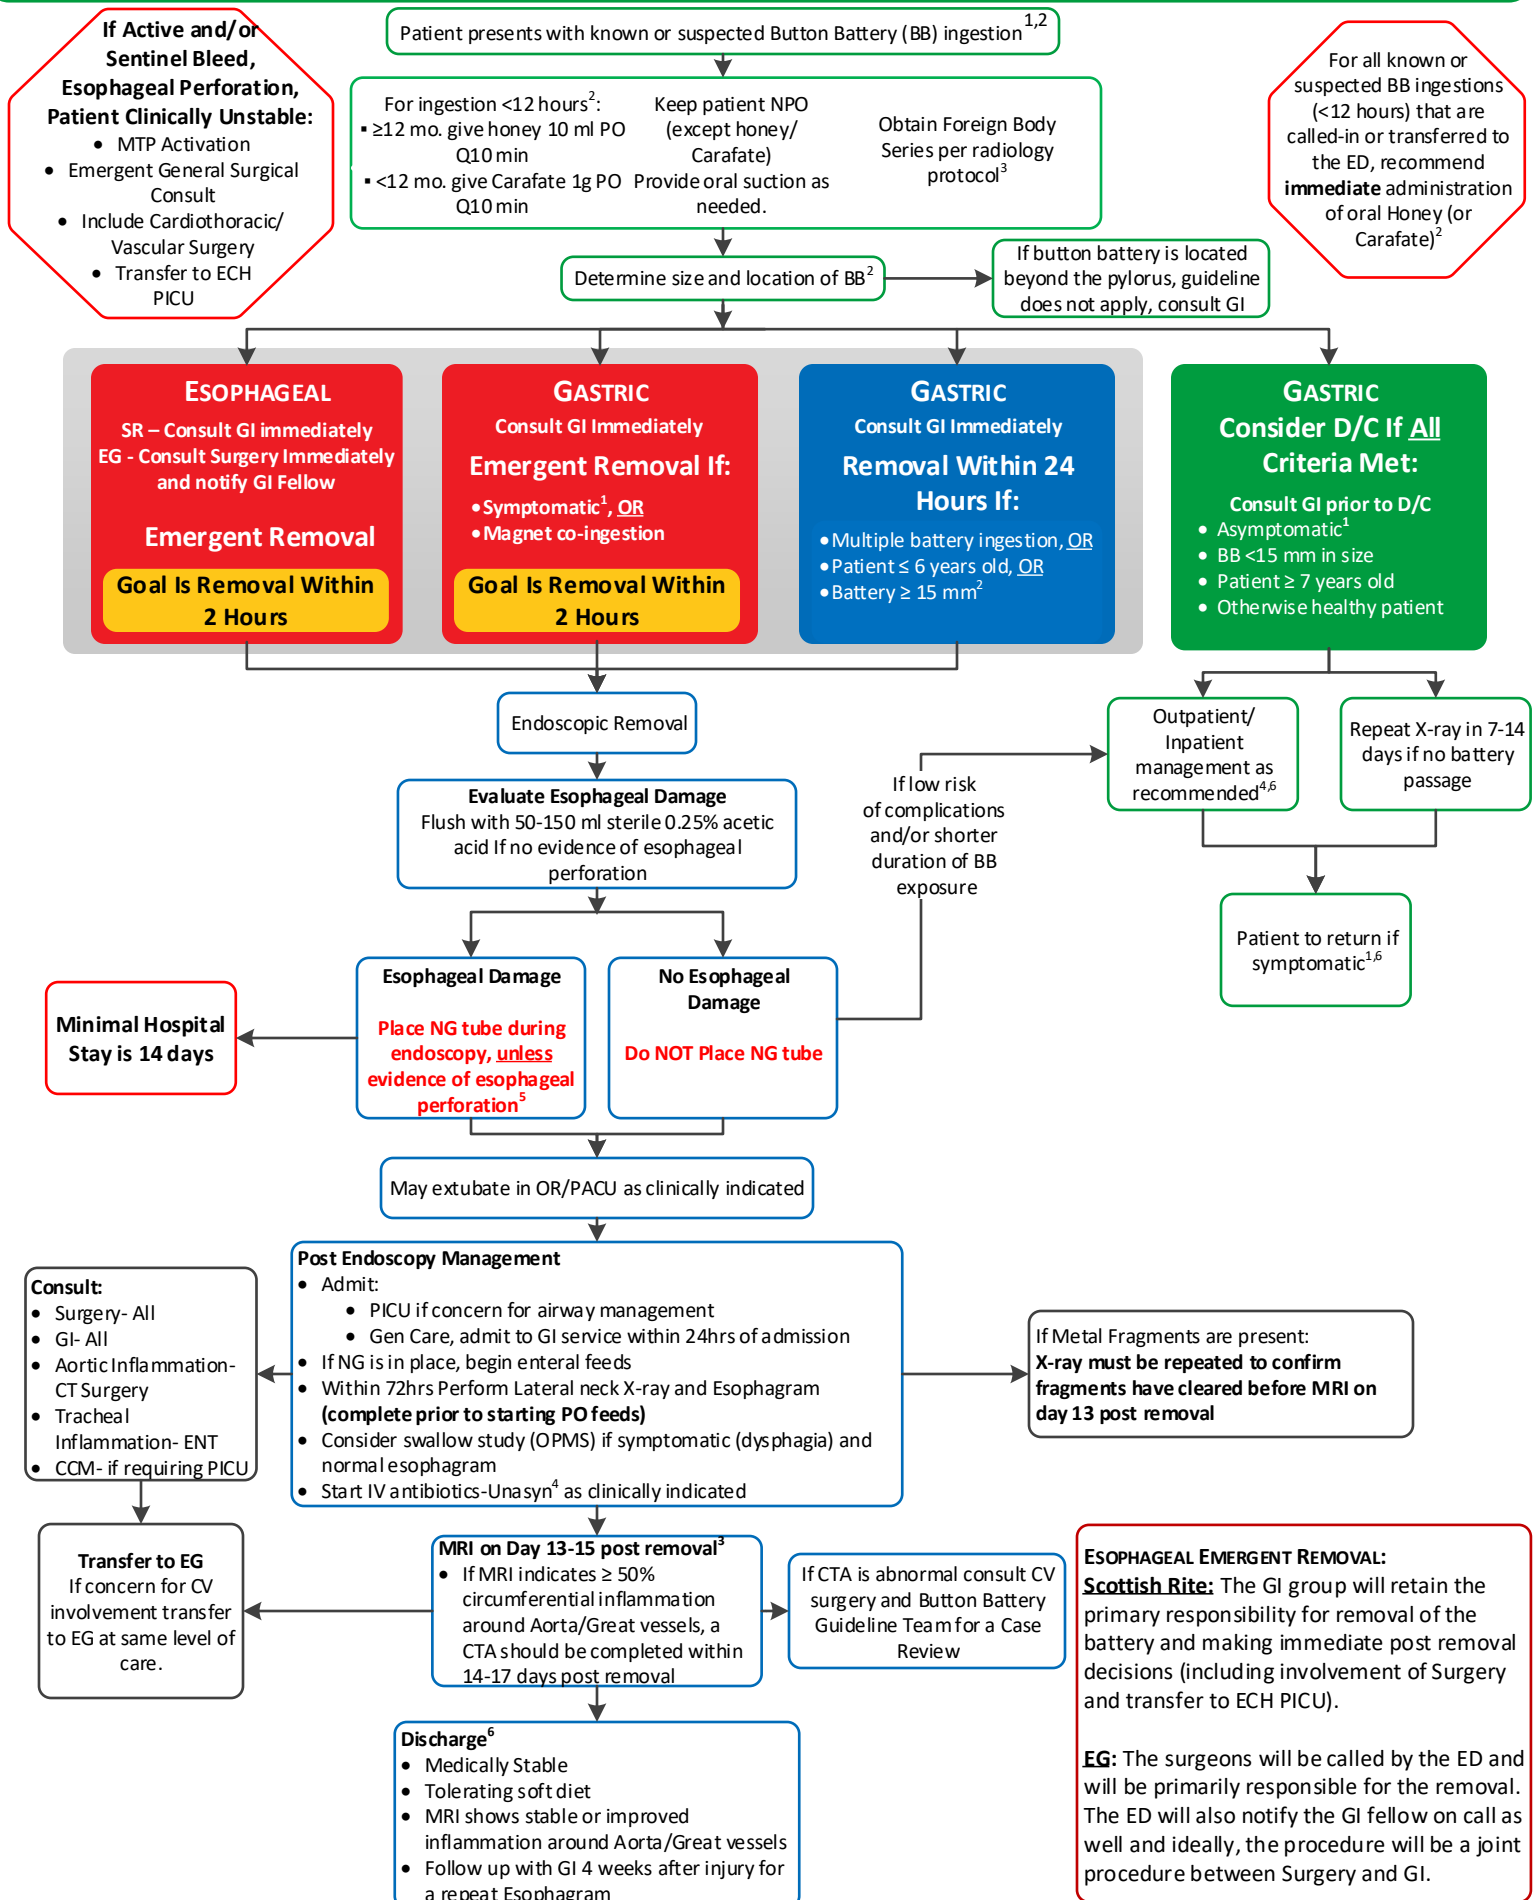 If Active and/or
Sentinel Bleed,
Esophageal Perforation,
Patient Clinically Unstable:
• MTP Activation
• Emergent General Surgical
Consult
• Include Cardiothoracic/
Vascular Surgery
• Transfer to ECH
PICU
Patient presents with known or suspected Button Battery (BB) ingestion1,2
For all known or
suspected BB ingestions
(<12 hours) that are
called-in or transferred to
the ED, recommend
immediate administration
of oral Honey (or
Carafate)2
For ingestion <12 hours2:
▪ ≥12 mo. give honey 10 ml PO
Q10 min
▪ <12 mo. give Carafate 1g PO
Q10 min
Keep patient NPO
(except honey/
Carafate)
Provide oral suction as
needed.
Obtain Foreign Body
Series per radiology
protocol3
Determine size and location of BB2
If button battery is located
beyond the pylorus, guideline
does not apply, consult GI
ESOPHAGEAL
SR – Consult GI immediately
EG - Consult Surgery Immediately
and notify GI Fellow
Emergent Removal
Goal Is Removal Within
2 Hours
GASTRIC
Consult GI Immediately
Emergent Removal If:
• Symptomatic1, OR
• Magnet co-ingestion
Goal Is Removal Within
2 Hours
GASTRIC
Consult GI Immediately
Removal Within 24
Hours If:
• Multiple battery ingestion, OR
• Patient ≤ 6 years old, OR
• Battery ≥ 15 mm2
GASTRIC
Consider D/C If All
Criteria Met:
Consult GI prior to D/C
• Asymptomatic1
• BB <15 mm in size
• Patient ≥ 7 years old
• Otherwise healthy patient
Endoscopic Removal
Evaluate Esophageal Damage
Flush with 50-150 ml sterile 0.25% acetic
acid If no evidence of esophageal
perforation
If low risk
of complications
and/or shorter
duration of BB
exposure
Outpatient/
Inpatient
management as
recommended4,6
Repeat X-ray in 7-14
days if no battery
passage
Patient to return if
symptomatic1,6
Minimal Hospital
Stay is 14 days
Esophageal Damage
Place NG tube during
endoscopy, unless
evidence of esophageal
perforation5
No Esophageal
Damage
Do NOT Place NG tube
May extubate in OR/PACU as clinically indicated
Consult:
• Surgery- All
• GI- All
• Aortic Inflammation-
CT Surgery
• Tracheal
Inflammation- ENT
• CCM- if requiring PICU
Post Endoscopy Management
• Admit:
• PICU if concern for airway management
• Gen Care, admit to GI service within 24hrs of admission
• If NG is in place, begin enteral feeds
• Within 72hrs Perform Lateral neck X-ray and Esophagram
(complete prior to starting PO feeds)
• Consider swallow study (OPMS) if symptomatic (dysphagia) and
normal esophagram
• Start IV antibiotics-Unasyn4 as clinically indicated
If Metal Fragments are present:
X-ray must be repeated to confirm
fragments have cleared before MRI on
day 13 post removal
Transfer to EG
If concern for CV
involvement transfer
to EG at same level of
care.
MRI on Day 13-15 post removal3
• If MRI indicates ≥ 50%
circumferential inflammation
around Aorta/Great vessels, a
CTA should be completed within
14-17 days post removal
If CTA is abnormal consult CV
surgery and Button Battery
Guideline Team for a Case
Review
ESOPHAGEAL EMERGENT REMOVAL:
Scottish Rite: The GI group will retain the
primary responsibility for removal of the
battery and making immediate post removal
decisions (including involvement of Surgery
and transfer to ECH PICU).
EG: The surgeons will be called by the ED and
will be primarily responsible for the removal.
The ED will also notify the GI fellow on call as
well and ideally, the procedure will be a joint
procedure between Surgery and GI.
Discharge6
• Medically Stable
• Tolerating soft diet
• MRI shows stable or improved
inflammation around Aorta/Great vessels
• Follow up with GI 4 weeks after injury for
a repeat Esophagram